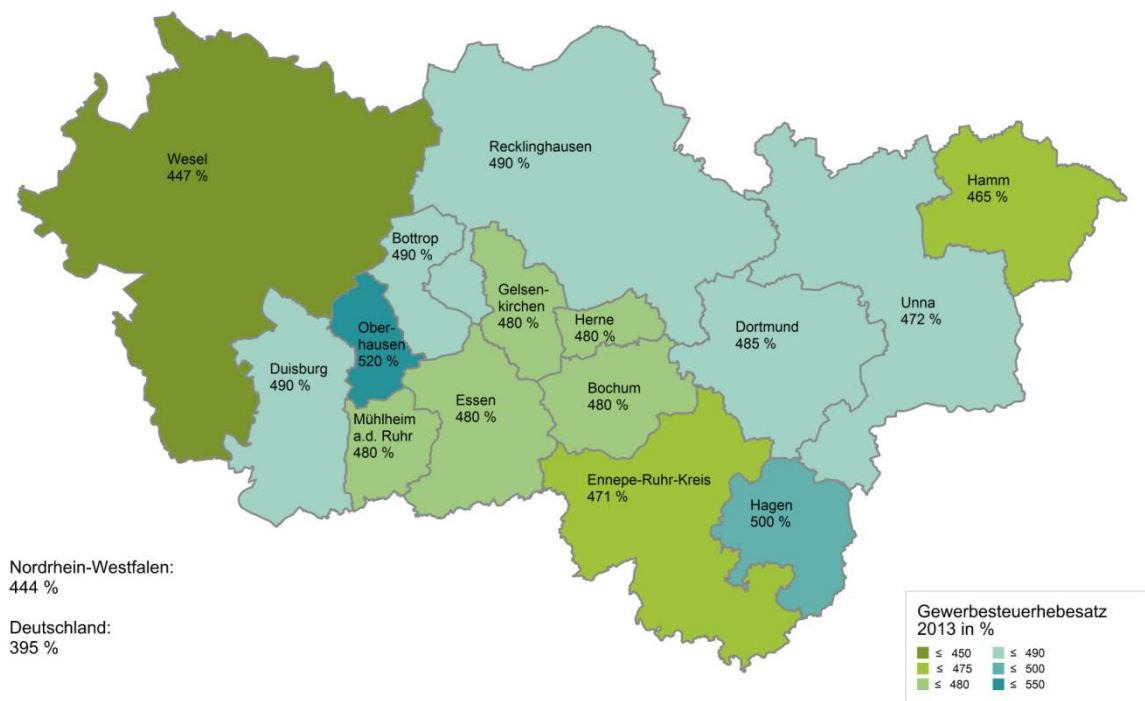 Wesel
447 %
Recklinghausen
490 %
Hamm
465 %
Bottrop
490 %
Gelsen-
kirchen
480 %
Herne
480 %
Unna
472 %
Dortmund
485 %
Ober-
hausen
520 %
Duisburg
490 %
Essen
480 %
Bochum
480 %
Mühlheim
a.d. Ruhr
480 %
Ennepe-Ruhr-Kreis
471 %
Hagen
500 %
Nordrhein-Westfalen:
444 %
Deutschland:
395 %
Gewerbesteuerhebesatz
2013 in %
≤ 450
≤ 475
≤ 480
≤ 490
≤ 500
≤ 550